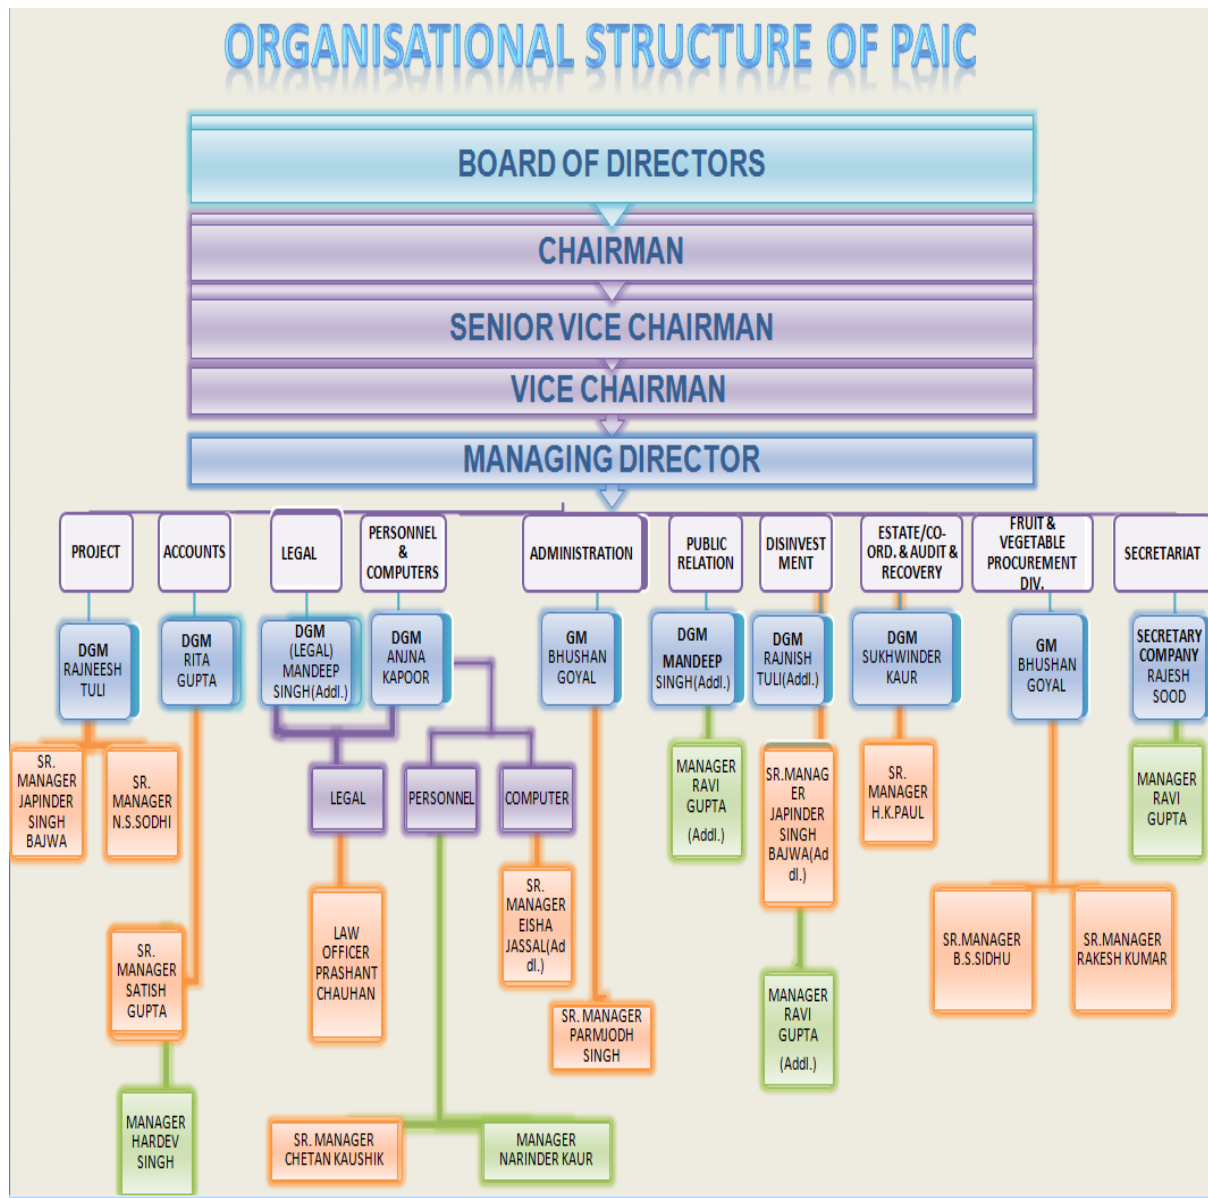 ORGANISATIONAL STRUCTURE OF PAIC
BOARD OF DIRECTORS
CHAIRMAN
SENIOR VICE CHAIRMAN
VICE CHAIRMAN
MANAGING DIRECTOR
PROJECT
ACCOUNTS
LEGAL
PERSONNEL
&
COMPUTERS
ADMINISTRATION
PUBLIC
RELATION
DISINVEST
MENT
ESTATE/CO-
ORD. & AUDIT &
RECOVERY
FRUIT &
VEGETABLE
PROCUREMENT
DIV.
SECRETARIAT
DGM
RAJNEESH
TULI
DGM
RITA
GUPTA
DGM
(LEGAL)
MANDEEP
SINGH(Addl.)
DGM
ANJNA
KAPOOR
GM
BHUSHAN
GOYAL
DGM
MANDEEP
SINGH(Addl.)
DGM
RAJNISH
TULI(Addl.)
DGM
SUKHWINDER
KAUR
GM
BHUSHAN
GOYAL
SECRETARY
COMPANY
RAJESH
SOOD
SR.
MANAGER
JAPINDER
SINGH
BAJWA
SR.
MANAGER
N.S.SODHI
LEGAL
PERSONNEL
COMPUTER
MANAGER
RAVI
GUPTA
(Addl.)
SR.MANAG
ER
JAPINDER
SINGH
BAJWA(Ad
dl.)
SR.
MANAGER
H.K.PAUL
MANAGER
RAVI
GUPTA
SR.
MANAGER
SATISH
GUPTA
LAW
OFFICER
PRASHANT
CHAUHAN
SR.
MANAGER
EISHA
JASSAL(Ad
dl.)
SR.MANAGER
B.S.SIDHU
SR.MANAGER
RAKESH KUMAR
SR. MANAGER
PARMJODH
SINGH
MANAGER
RAVI
GUPTA
(Addl.)
MANAGER
HARDEV
SINGH
SR. MANAGER
CHETAN KAUSHIK
MANAGER
NARINDER KAUR